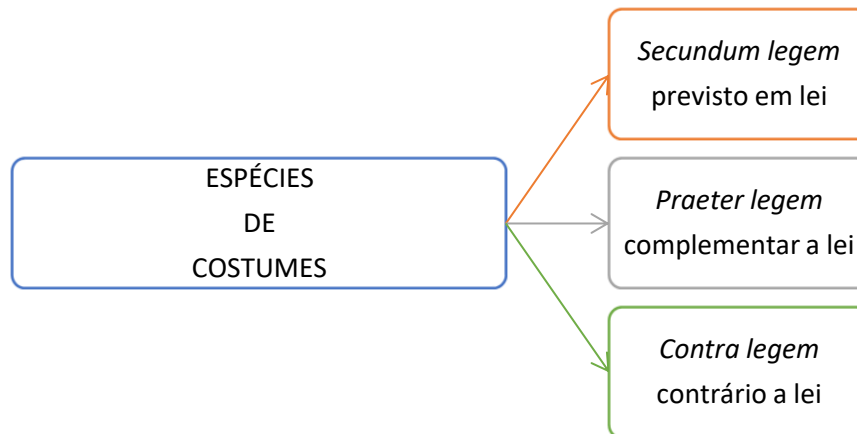 ESPÉCIES
DE
COSTUMES
Secundum legem
previsto em lei
Praeter legem
complementar a lei
Contra legem
contrário a lei